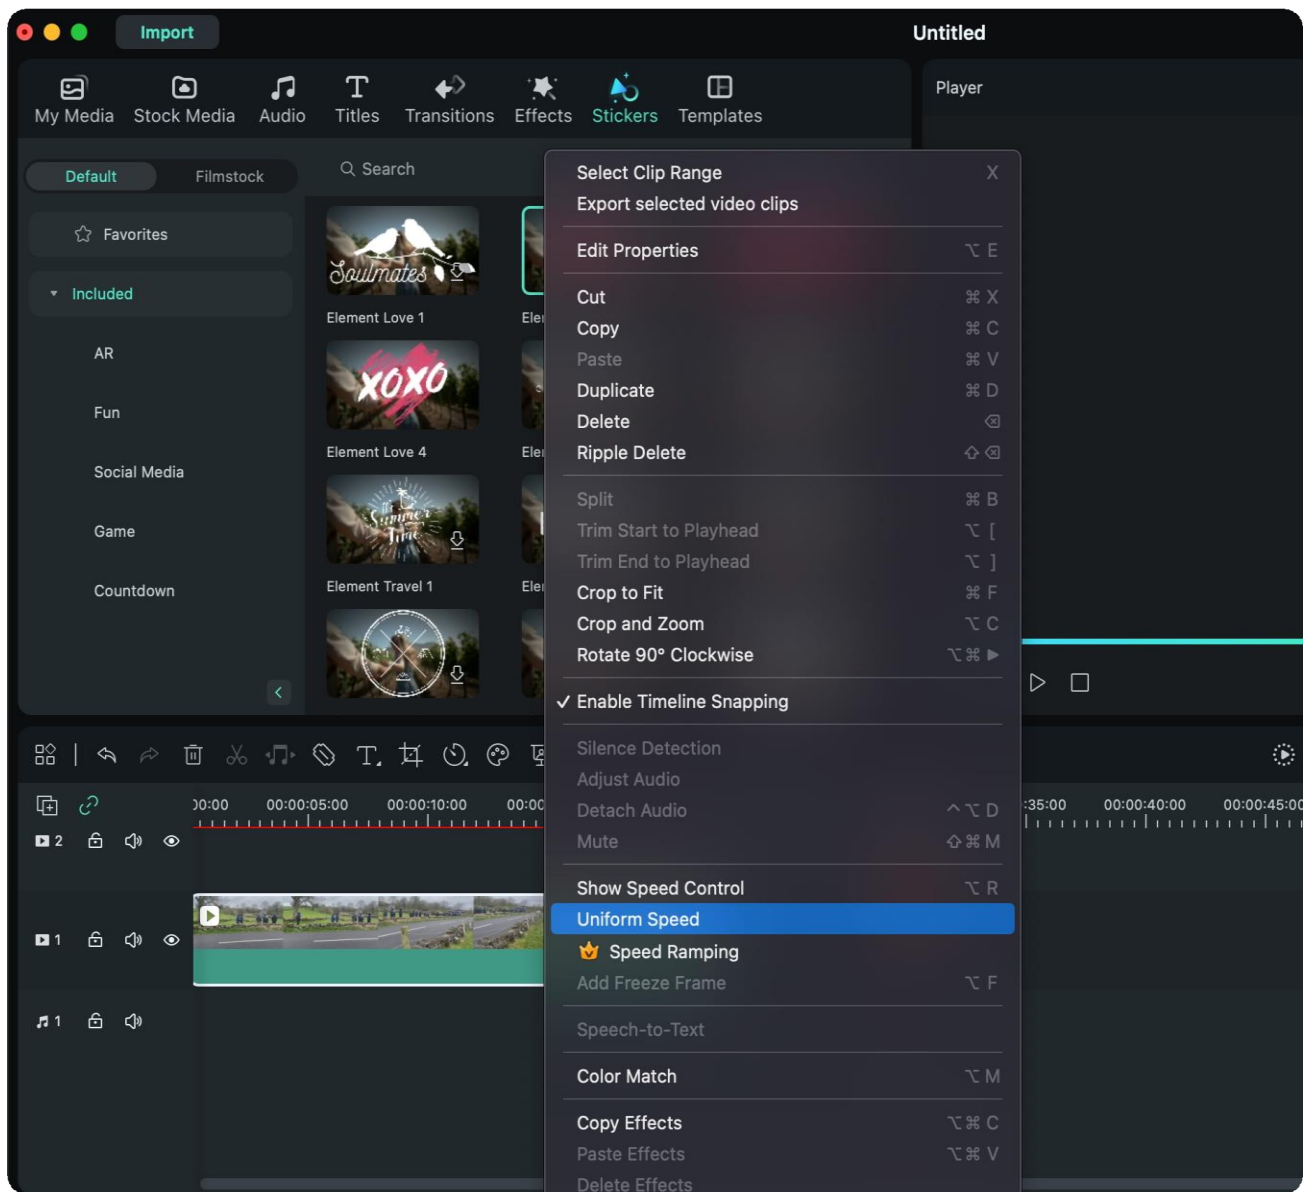 Import
Untitled
My Media
Stock Media
Audio
Titles
Transitions
Effects
Stickers
Templates
Player
Default
Filmstock
Search
Favorites
Included
AR
Fun
Social Media
Game
Countdown
Soulmates
Element Love 1
XOXO
Element Love 4
Summer
Time
Element Travel 1
Select Clip Range X
Export selected video clips
Edit Properties ⌥ E
Cut ⌘ X
Copy ⌘ C
Paste ⌘ V
Duplicate ⌘ D
Delete ⌫
Ripple Delete ⇧ ⌫
Split ⌘ B
Trim Start to Playhead ⌥ [
Trim End to Playhead ⌥ ]
Crop to Fit ⌘ F
Crop and Zoom ⌥ C
Rotate 90° Clockwise ⌥ ⌘ ▶
✓ Enable Timeline Snapping
Silence Detection
Adjust Audio
Detach Audio ^ ⌥ D
Mute ⇧ ⌘ M
Show Speed Control ⌥ R
Uniform Speed
Speed Ramping
Add Freeze Frame ⌥ F
Speech-to-Text
Color Match ⌥ M
Copy Effects ⌥ ⌘ C
Paste Effects ⌥ ⌘ V
Delete Effects
00:00:05:00 00:00:10:00 00:00:40:00 00:00:45:00
2
1
1